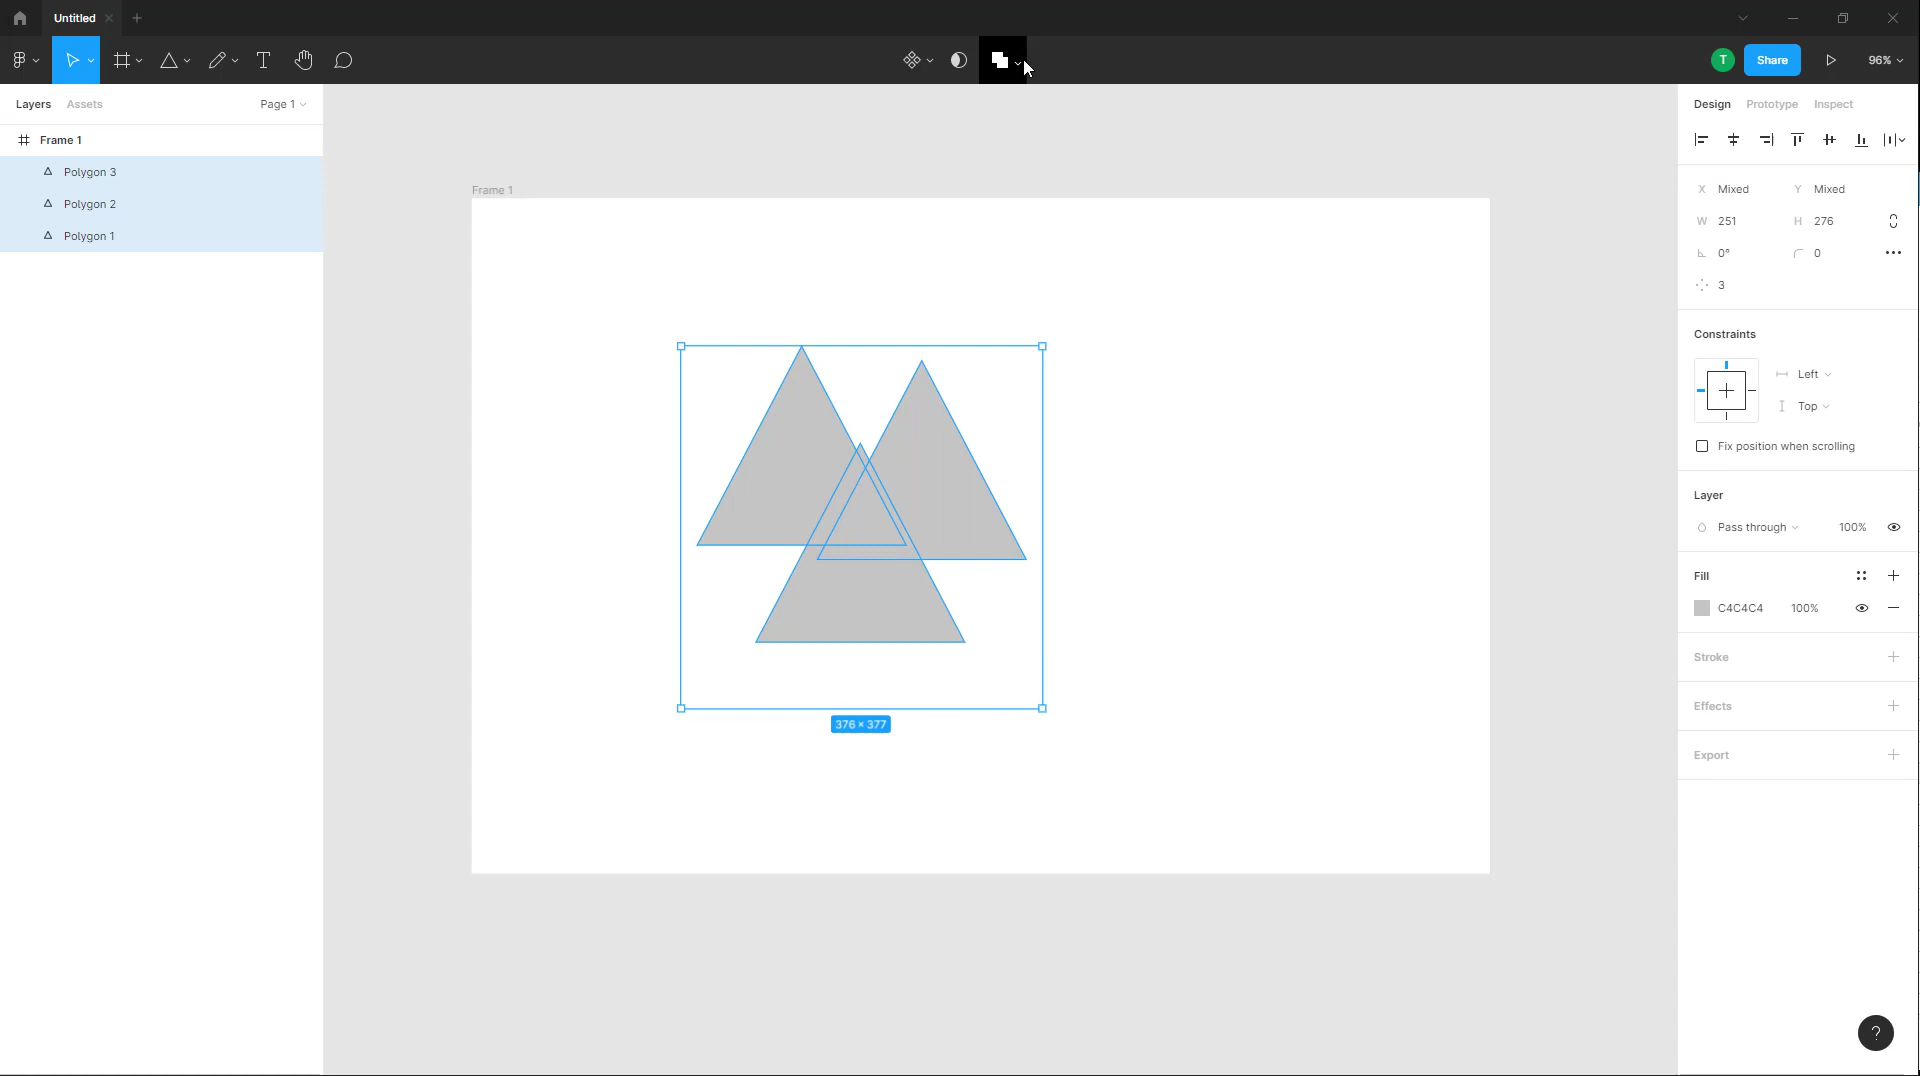 Untitled
T
Share
96%
Layers
Assets
Page 1
Design
Prototype
Inspect
Frame 1
Polygon 3
Polygon 2
Polygon 1
Frame 1
376 × 377
X Mixed
Y Mixed
W 251
H 276
0°
0
3
Constraints
Left
Top
Fix position when scrolling
Layer
Pass through
100%
Fill
C4C4C4
100%
Stroke
Effects
Export
?